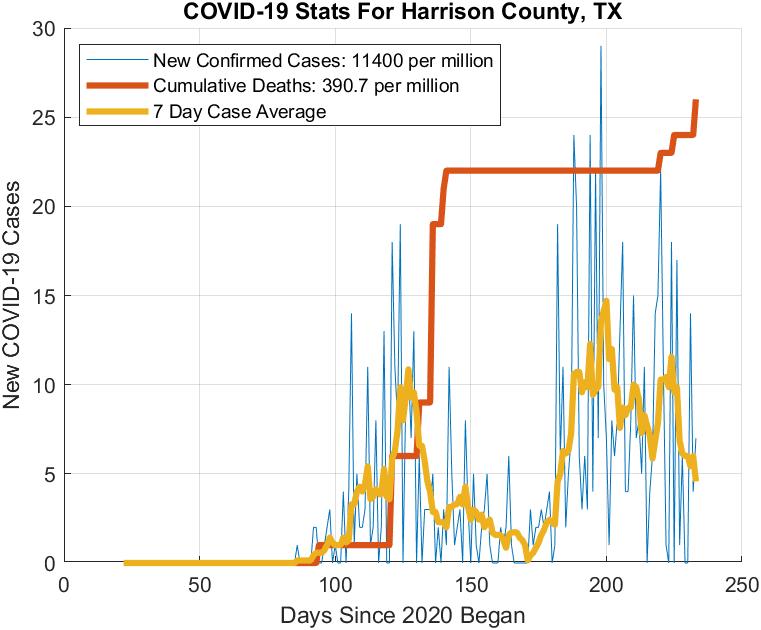 COVID-19 Stats For Harrison County, TX
30
New Confirmed Cases: 11400 per million
Cumulative Deaths: 390.7 per million
7 Day Case Average
25
20
15
10
5
0
New COVID-19 Cases
0 50 100 150 200 250
Days Since 2020 Began